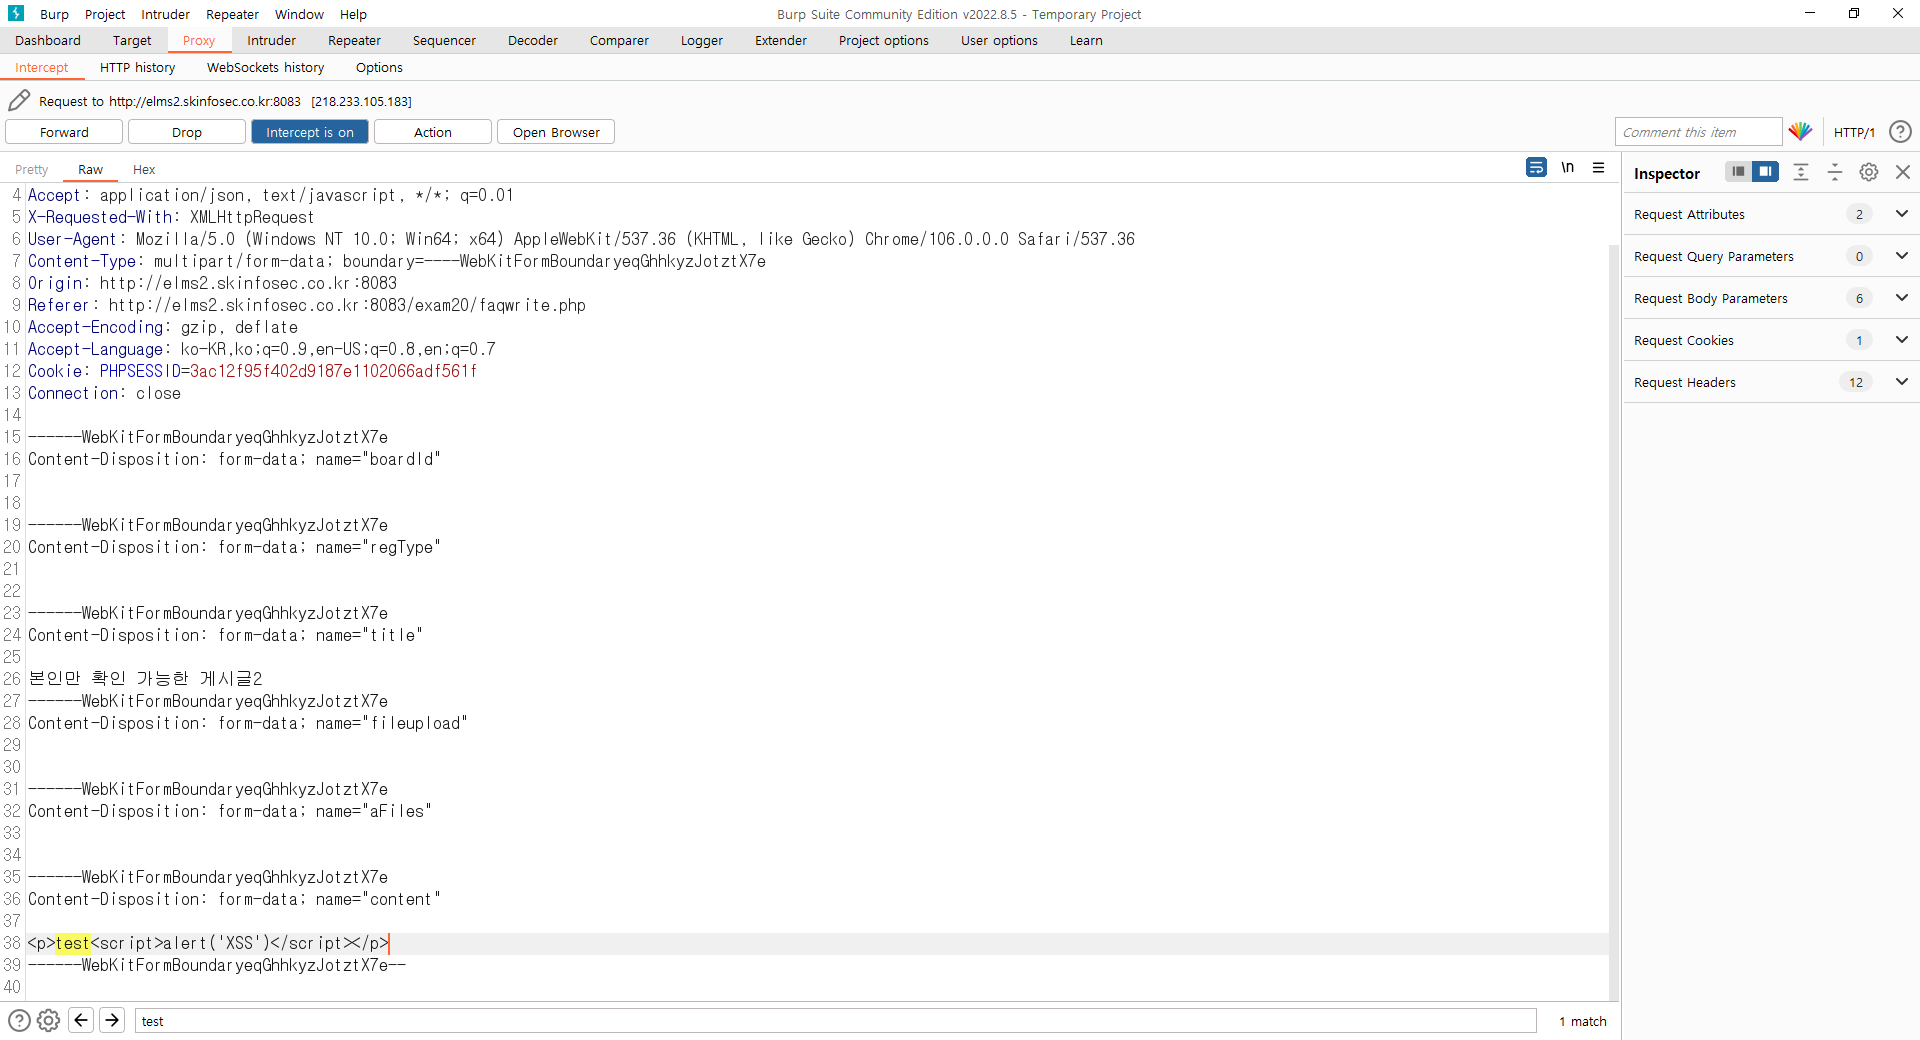 Burp Project Intruder Repeater Window Help
Burp Suite Community Edition v2022.8.5 - Temporary Project
Dashboard Target Proxy Intruder Repeater Sequencer Decoder Comparer Logger Extender Project options User options Learn
Intercept HTTP history WebSockets history Options
Request to http://elms2.skinfosec.co.kr:8083 [218.233.105.183]
Forward Drop Intercept is on Action Open Browser
Comment this item HTTP/1 ?
Pretty Raw Hex
\n
Inspector
Request Attributes 2
Request Query Parameters 0
Request Body Parameters 6
Request Cookies 1
Request Headers 12
4 Accept: application/json, text/javascript, */*; q=0.01
5 X-Requested-With: XMLHttpRequest
6 User-Agent: Mozilla/5.0 (Windows NT 10.0; Win64; x64) AppleWebKit/537.36 (KHTML, like Gecko) Chrome/106.0.0.0 Safari/537.36
7 Content-Type: multipart/form-data; boundary=----WebKitFormBoundaryeqGhhkyzJotztX7e
8 Origin: http://elms2.skinfosec.co.kr:8083
9 Referer: http://elms2.skinfosec.co.kr:8083/exam20/faqwrite.php
10 Accept-Encoding: gzip, deflate
11 Accept-Language: ko-KR,ko;q=0.9,en-US;q=0.8,en;q=0.7
12 Cookie: PHPSESSID=3ac12f95f402d9187e1102066adf561f
13 Connection: close
14
15 ------WebKitFormBoundaryeqGhhkyzJotztX7e
16 Content-Disposition: form-data; name="boardId"
17
18
19 ------WebKitFormBoundaryeqGhhkyzJotztX7e
20 Content-Disposition: form-data; name="regType"
21
22
23 ------WebKitFormBoundaryeqGhhkyzJotztX7e
24 Content-Disposition: form-data; name="title"
25
26 본인만 확인 가능한 게시글2
27 ------WebKitFormBoundaryeqGhhkyzJotztX7e
28 Content-Disposition: form-data; name="fileupload"
29
30
31 ------WebKitFormBoundaryeqGhhkyzJotztX7e
32 Content-Disposition: form-data; name="aFiles"
33
34
35 ------WebKitFormBoundaryeqGhhkyzJotztX7e
36 Content-Disposition: form-data; name="content"
37
38 <p>test<script>alert('XSS')</script></p>
39 ------WebKitFormBoundaryeqGhhkyzJotztX7e--
40
? test 1 match